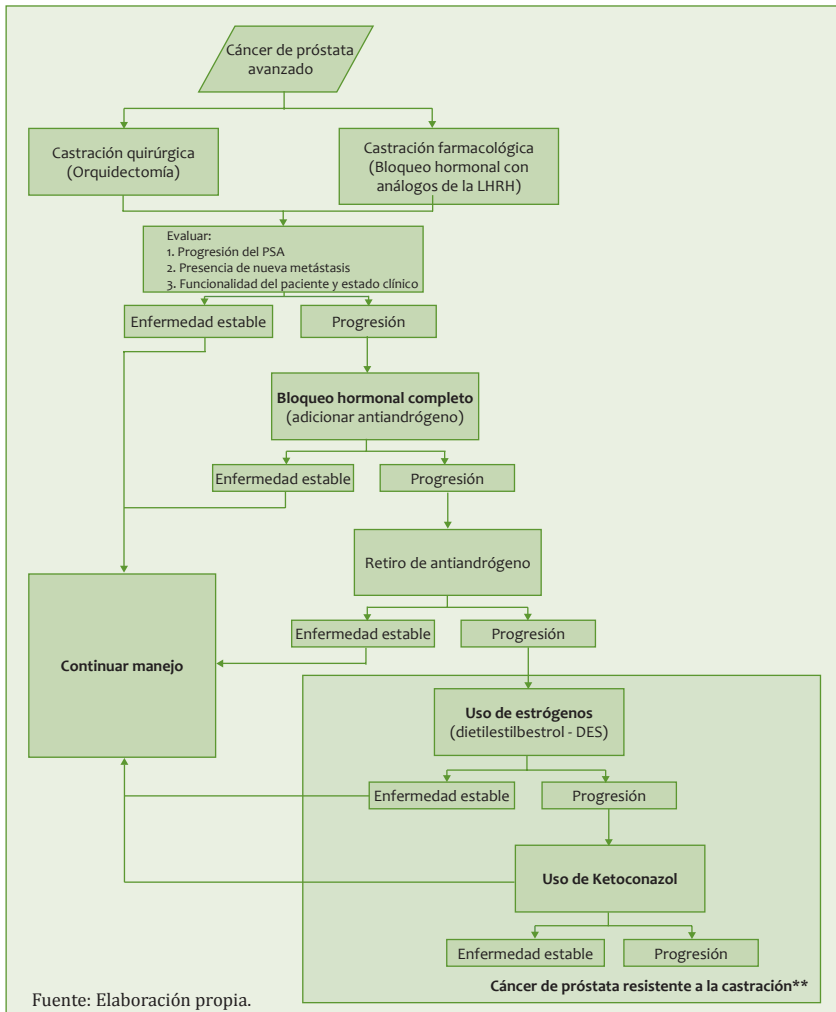 Cáncer de próstata
avanzado
Castración quirúrgica
(Orquidectomía)
Castración farmacológica
(Bloqueo hormonal con
análogos de la LHRH)
Evaluar:
1. Progresión del PSA
2. Presencia de nueva metástasis
3. Funcionalidad del paciente y estado clínico
Enfermedad estable
Progresión
Bloqueo hormonal completo
(adicionar antiandrógeno)
Enfermedad estable
Progresión
Retiro de antiandrógeno
Enfermedad estable
Progresión
Continuar manejo
Uso de estrógenos
(dietilestilbestrol - DES)
Enfermedad estable
Progresión
Uso de Ketoconazol
Enfermedad estable
Progresión
Cáncer de próstata resistente a la castración**
Fuente: Elaboración propia.